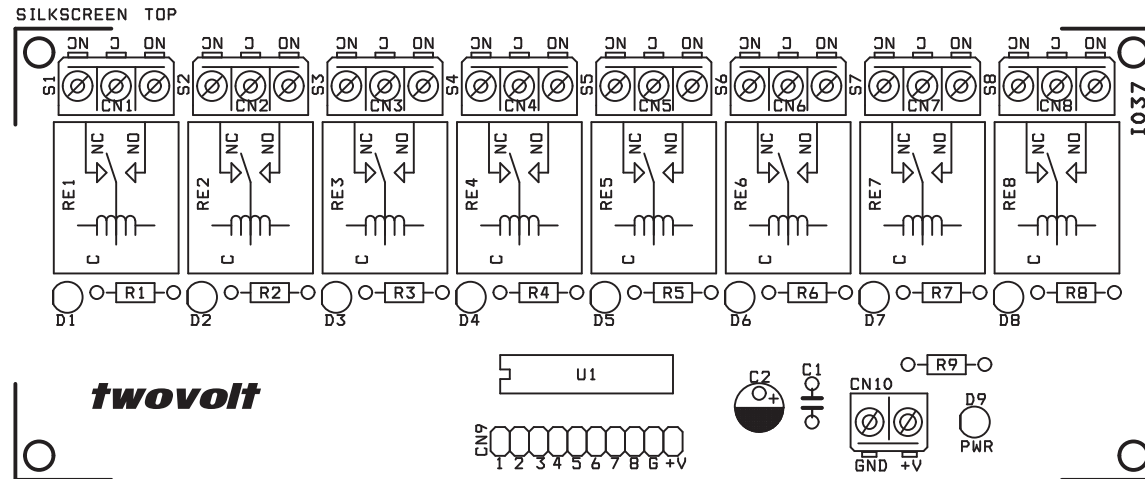 SILKSCREEN TOP
NC C NO NC C NO NC C NO NC C NO NC C NO NC C NO NC C NO NC C NO
S1 S2 S3 S4 S5 S6 S7 S8
CN1 CN2 CN3 CN4 CN5 CN6 CN7 CN8
IO37
NC NO NC NO NC NO NC NO NC NO NC NO NC NO NC NO
RE1 RE2 RE3 RE4 RE5 RE6 RE7 RE8
C C C C C C C C
R1 R2 R3 R4 R5 R6 R7 R8
D1 D2 D3 D4 D5 D6 D7 D8
twovolt
U1
C2 C1
+
R9
CN10
D9
PWR
CN9
1 2 3 4 5 6 7 8 G +V
GND +V